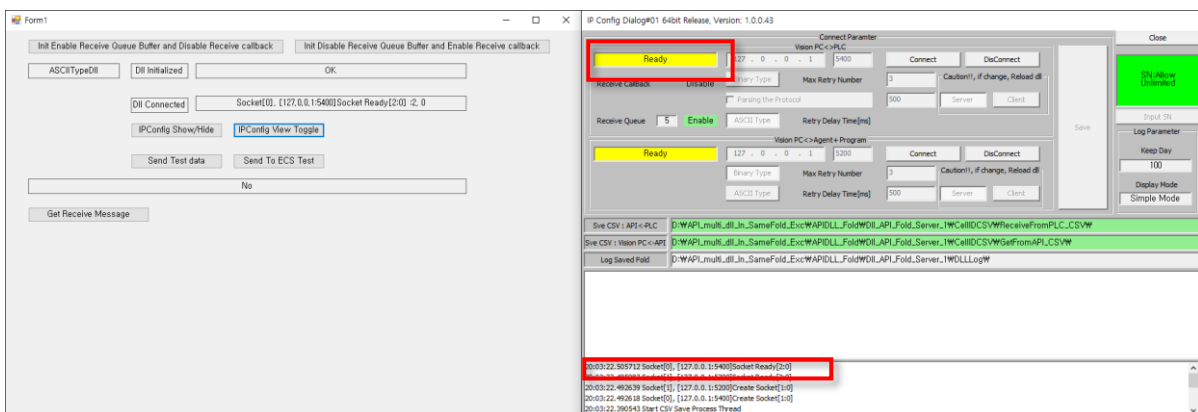 Form1
Init Enable Receive Queue Buffer and Disable Receive callback
Init Disable Receive Queue Buffer and Enable Receive callback
ASCIITypeDll
Dll Initialized
OK
Dll Connected
Socket[0], [127,0,0,1:5400]Socket Ready[2:0] :2, 0
IPConfig Show/Hide
IPConfig View Toggle
Send Test data
Send To ECS Test
No
Get Receive Message
IP Config Dialog#01 64bit Release, Version: 1.0.0.43
Connect Paramter
Vision PC<>PLC
Ready
127 . 0 . 0 . 1
5400
Connect
DisConnect
Receive Callback
Disable
Binary Type
Max Retry Number
3
Caution!!, if change, Reload dll
Parsing the Protocol
500
Server
Client
Receive Queue
5
Enable
ASCII Type
Retry Delay Time[ms]
Vision PC<>Agent+ Program
Ready
127 . 0 . 0 . 1
5200
Connect
DisConnect
Binary Type
Max Retry Number
3
Caution!!, if change, Reload dll
ASCII Type
Retry Delay Time[ms]
500
Server
Client
Save
Close
SN:Allow
Unlimited
Input SN
Log Parameter
Keep Day
100
Display Mode
Simple Mode
Sve CSV : API<-PLC
D:₩API_multi_dll_In_SameFold_Exc₩APIDLL_Fold₩Dll_API_Fold_Server_1₩CellIDCSV₩ReceiveFromPLC_CSV₩
Sve CSV : Vision PC<-API
D:₩API_multi_dll_In_SameFold_Exc₩APIDLL_Fold₩Dll_API_Fold_Server_1₩CellIDCSV₩GetFromAPI_CSV₩
Log Saved Fold
D:₩API_multi_dll_In_SameFold_Exc₩APIDLL_Fold₩Dll_API_Fold_Server_1₩DLLLog₩
20:03:22.505712 Socket[0], [127.0.0.1:5400]Socket Ready[2:0]
20:03:22.492639 Socket[1], [127.0.0.1:5200]Create Socket[1:0]
20:03:22.492618 Socket[0], [127.0.0.1:5400]Create Socket[1:0]
20:03:22.390543 Start CSV Save Process Thread